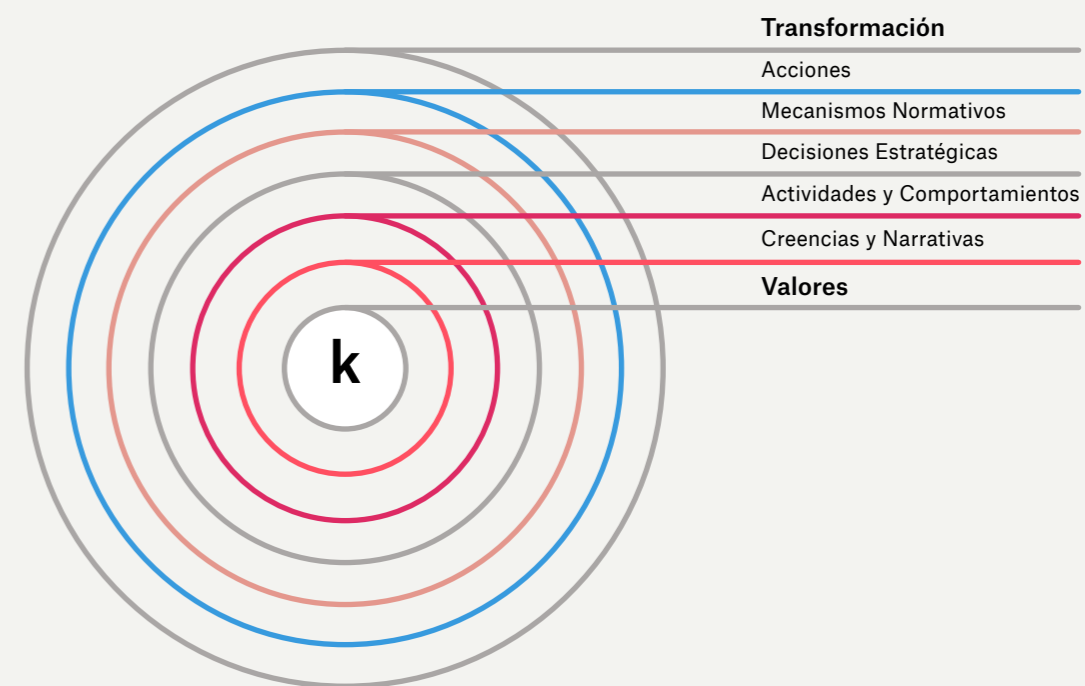 Transformación
Acciones
Mecanismos Normativos
Decisiones Estratégicas
Actividades y Comportamientos
Creencias y Narrativas
Valores
k